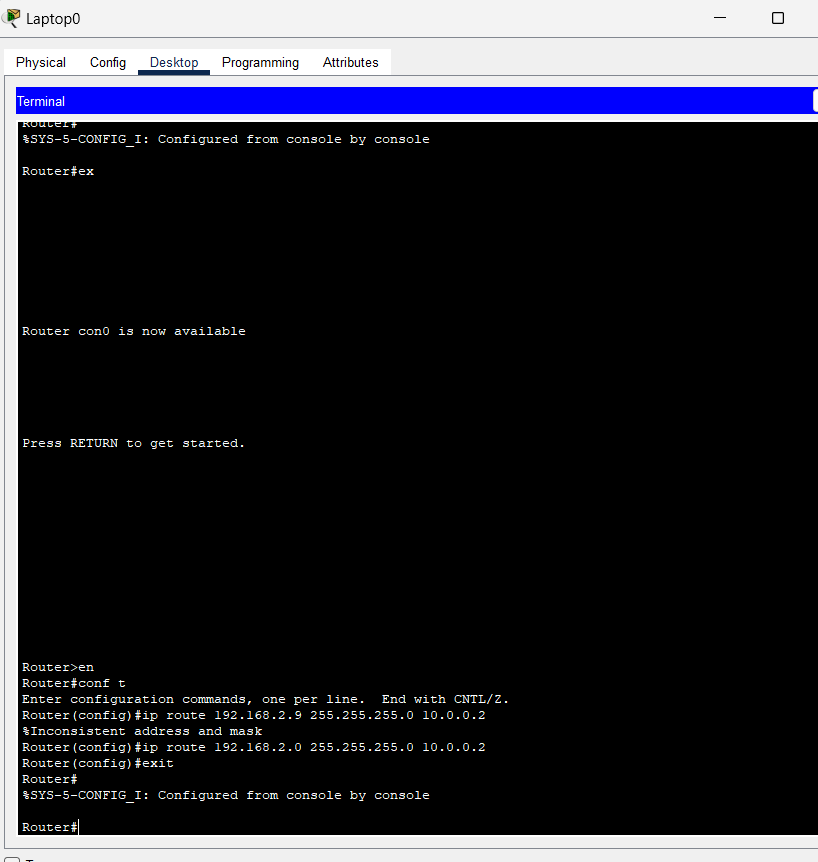 Laptop0
Physical Config Desktop Programming Attributes
Terminal
Router#
%SYS-5-CONFIG_I: Configured from console by console
Router#ex
Router con0 is now available
Press RETURN to get started.
Router>en
Router#conf t
Enter configuration commands, one per line.  End with CNTL/Z.
Router(config)#ip route 192.168.2.9 255.255.255.0 10.0.0.2
%Inconsistent address and mask
Router(config)#ip route 192.168.2.0 255.255.255.0 10.0.0.2
Router(config)#exit
Router#
%SYS-5-CONFIG_I: Configured from console by console
Router#